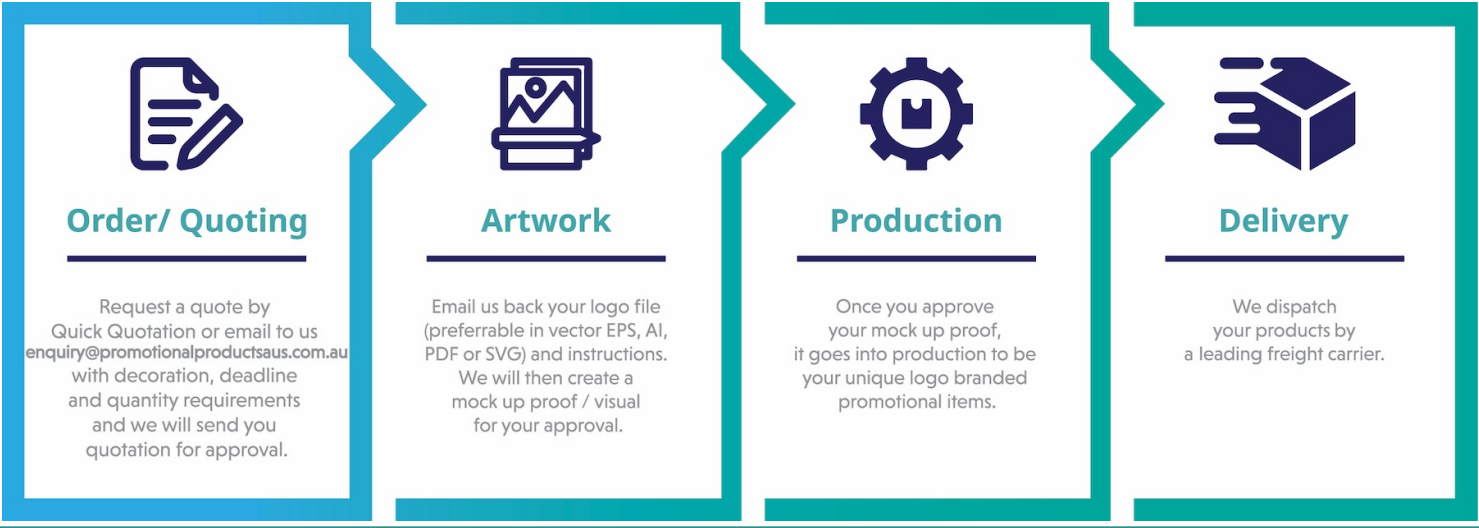 Order/ Quoting
Request a quote by
Quick Quotation or email to us
enquiry@promotionalproductsaus.com.au
with decoration, deadline
and quantity requirements
and we will send you
quotation for approval.
Artwork
Email us back your logo file
(preferrable in vector EPS, AI,
PDF or SVG) and instructions.
We will then create a
mock up proof / visual
for your approval.
Production
Once you approve
your mock up proof,
it goes into production to be
your unique logo branded
promotional items.
Delivery
We dispatch
your products by
a leading freight carrier.